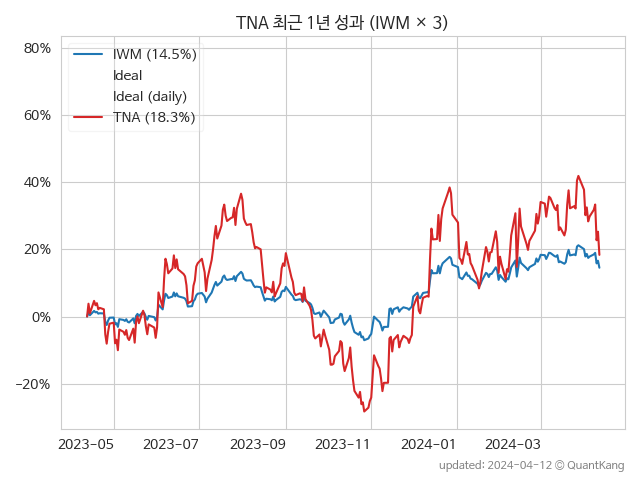 TNA 최근 1년 성과 (IWM × 3)
IWM (14.5%)
Ideal
Ideal (daily)
TNA (18.3%)
80%
60%
40%
20%
0%
−20%
2023-05
2023-07
2023-09
2023-11
2024-01
2024-03
updated: 2024-04-12 © QuantKang